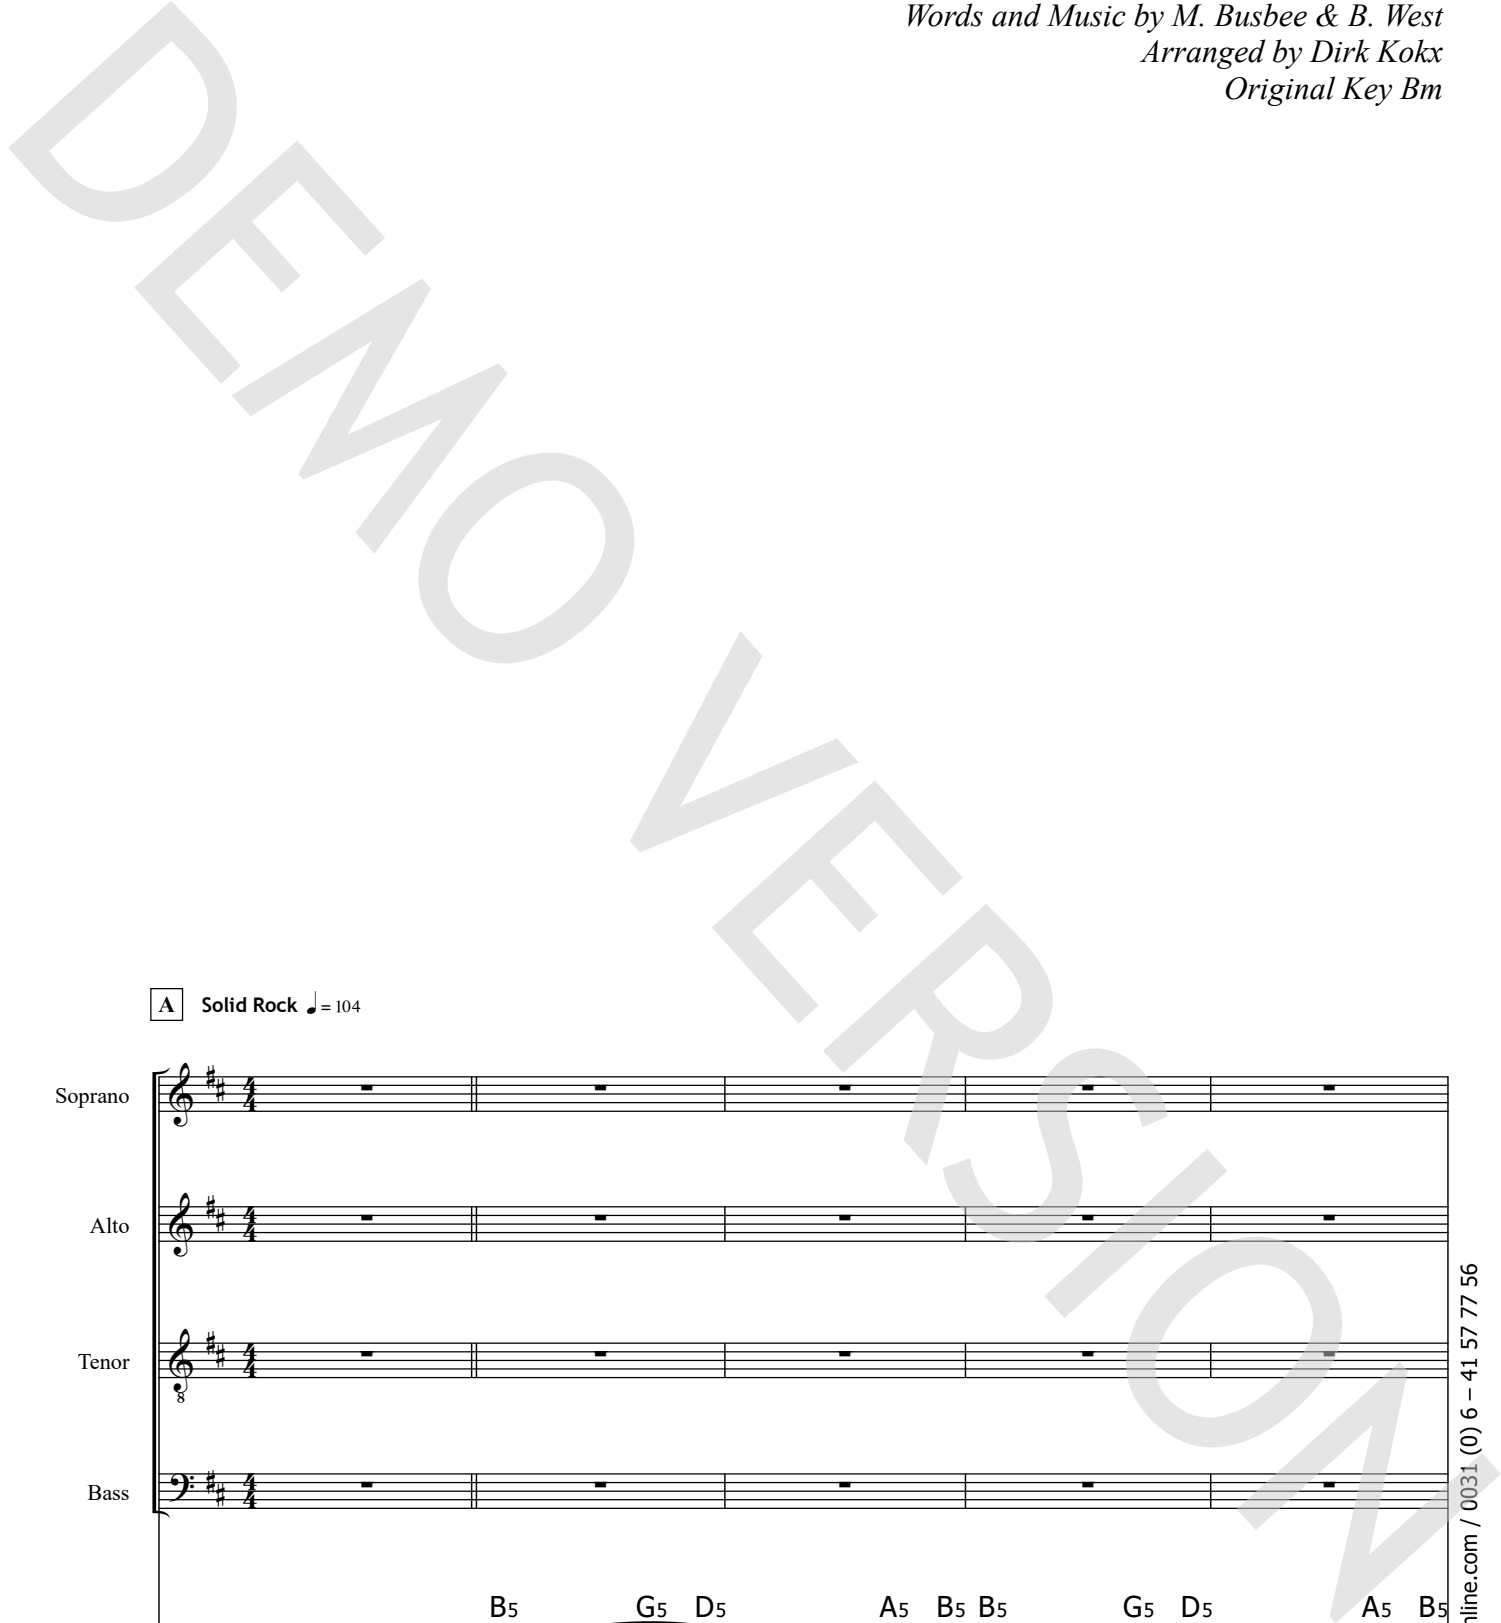 Words and Music by M. Busbee & B. West
Arranged by Dirk Kokx
Original Key Bm
DEMO VERSION
A Solid Rock ♩ = 104
Soprano
Alto
Tenor
8
Bass
B5 G5 D5 A5 B5 B5 G5 D5 A5 B5
/ 0031 (0) 6 – 41 57 77 56